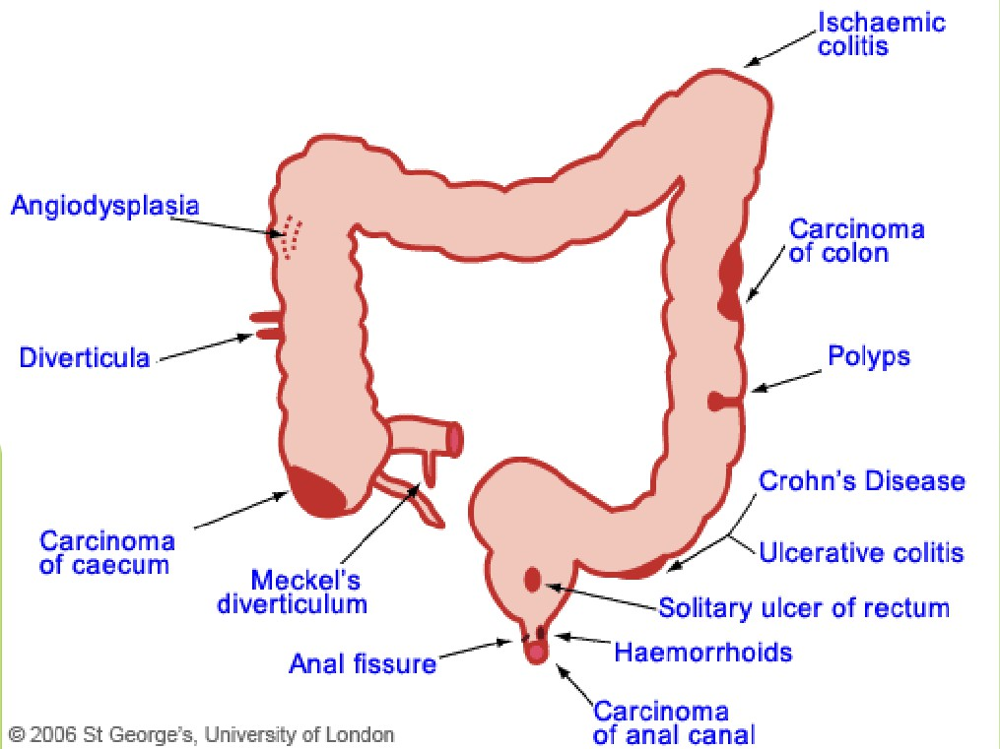 Ischaemic
colitis
Angiodysplasia
Carcinoma
of colon
Diverticula
Polyps
Crohn's Disease
Carcinoma
of caecum
Ulcerative colitis
Meckel's
diverticulum
Solitary ulcer of rectum
Anal fissure
Haemorrhoids
Carcinoma
of anal canal
© 2006 St George's, University of London